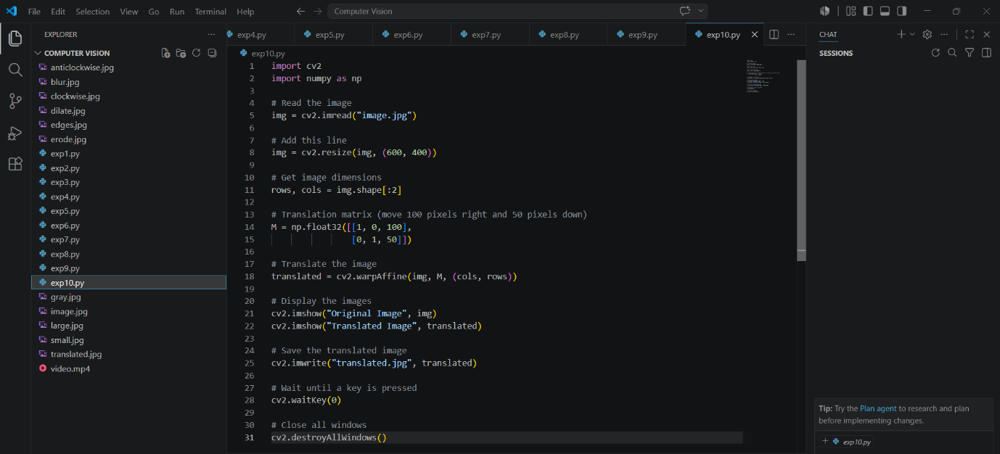 File Edit Selection View Go Run Terminal Help
Computer Vision
EXPLORER
COMPUTER VISION
anticlockwise.jpg
blur.jpg
clockwise.jpg
dilate.jpg
edges.jpg
erode.jpg
exp1.py
exp2.py
exp3.py
exp4.py
exp5.py
exp6.py
exp7.py
exp8.py
exp9.py
exp10.py
gray.jpg
image.jpg
large.jpg
small.jpg
translated.jpg
video.mp4
exp4.py exp5.py exp6.py exp7.py exp8.py exp9.py exp10.py
exp10.py
1 import cv2
2 import numpy as np
3
4 # Read the image
5 img = cv2.imread("image.jpg")
6
7 # Add this line
8 img = cv2.resize(img, (600, 400))
9
10 # Get image dimensions
11 rows, cols = img.shape[:2]
12
13 # Translation matrix (move 100 pixels right and 50 pixels down)
14 M = np.float32([[1, 0, 100],
15 [0, 1, 50]])
16
17 # Translate the image
18 translated = cv2.warpAffine(img, M, (cols, rows))
19
20 # Display the images
21 cv2.imshow("Original Image", img)
22 cv2.imshow("Translated Image", translated)
23
24 # Save the translated image
25 cv2.imwrite("translated.jpg", translated)
26
27 # Wait until a key is pressed
28 cv2.waitKey(0)
29
30 # Close all windows
31 cv2.destroyAllWindows()
CHAT
SESSIONS
Tip: Try the Plan agent to research and plan
before implementing changes.
exp10.py